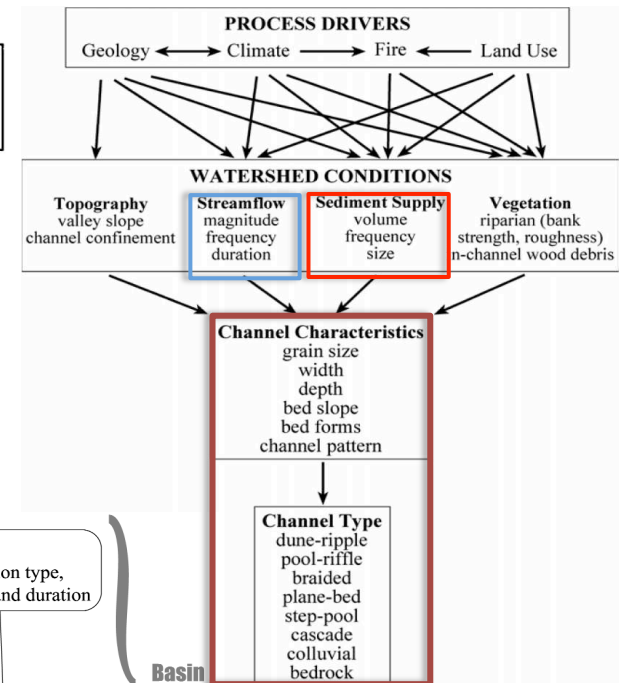 PROCESS DRIVERS
Geology Climate Fire Land Use
WATERSHED CONDITIONS
Topography
valley slope
channel confinement
Streamflow
magnitude
frequency
duration
Sediment Supply
volume
frequency
size
Vegetation
riparian (bank
strength, roughness)
n-channel wood debris
Channel Characteristics
grain size
width
depth
bed slope
bed forms
channel pattern
Channel Type
dune-ripple
pool-riffle
braided
plane-bed
step-pool
cascade
colluvial
bedrock
on type,
and duration
Basin